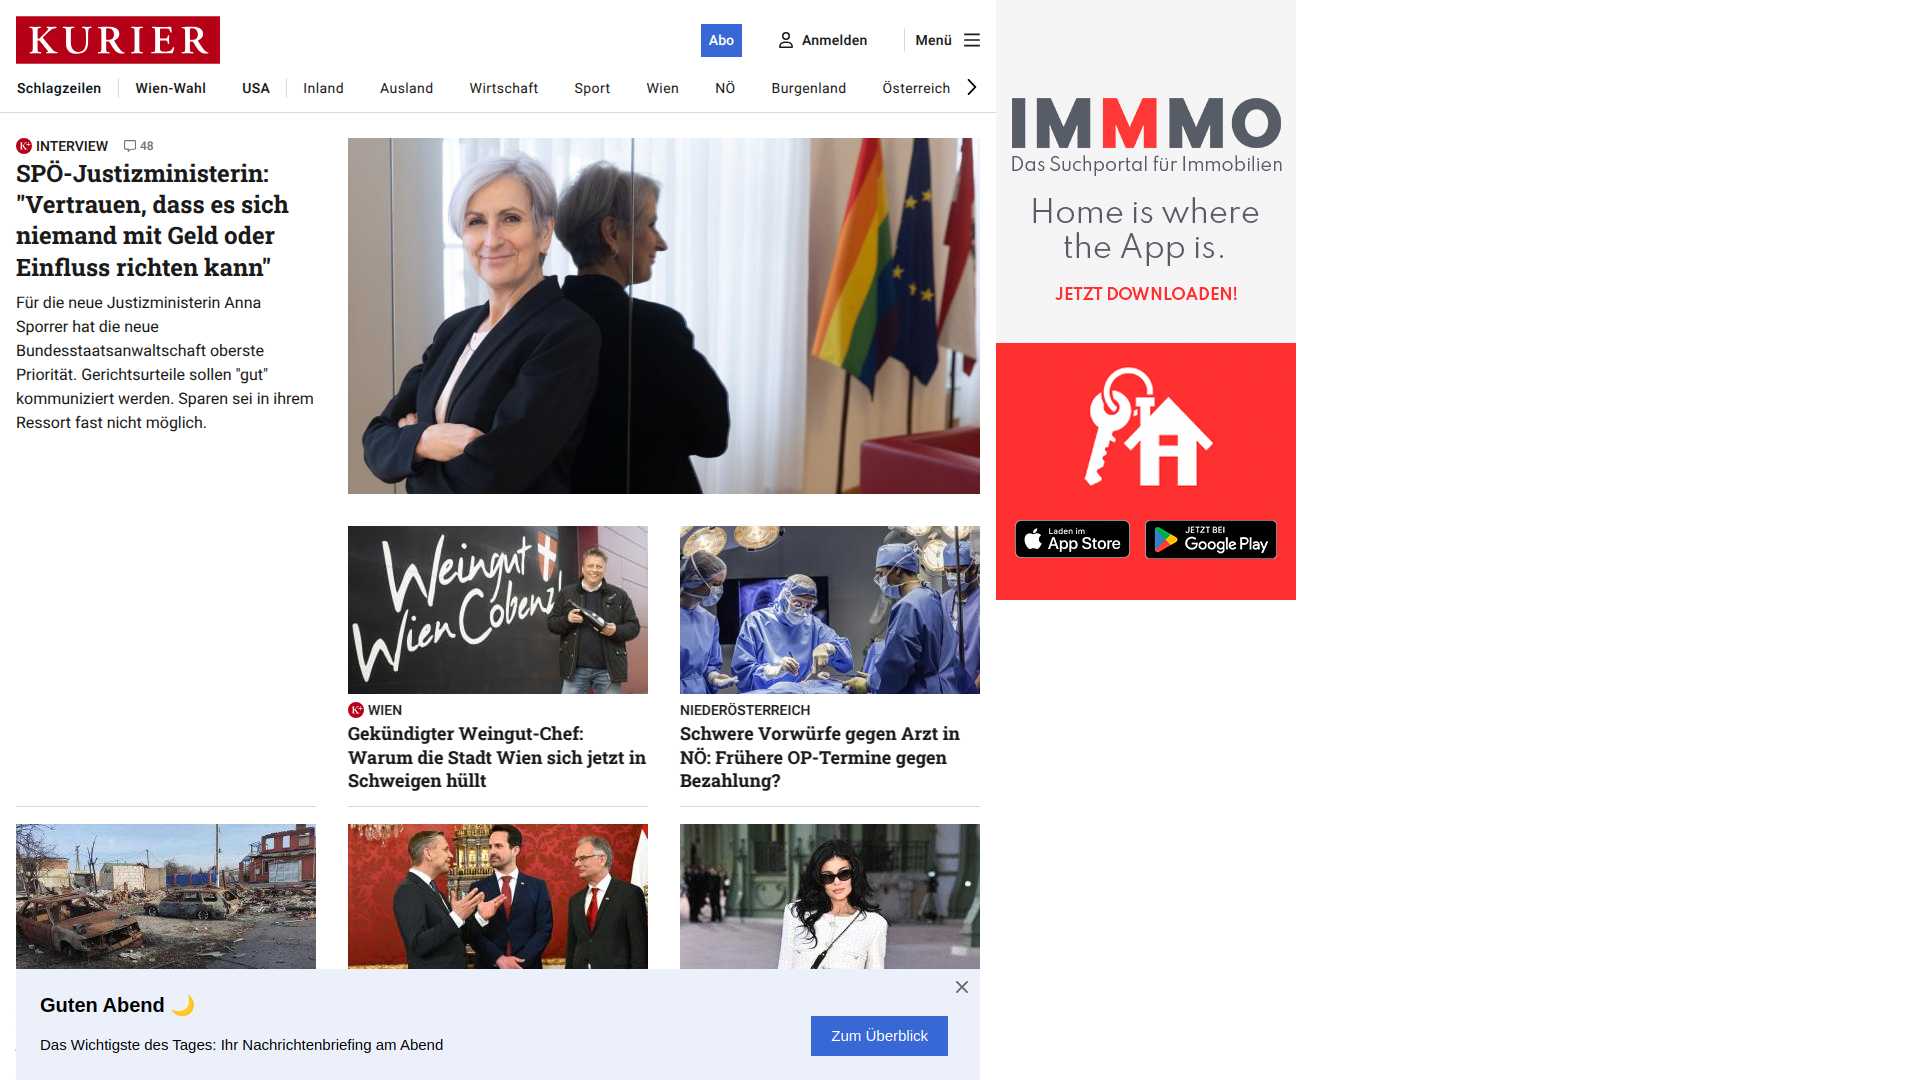 KURIER
Abo
Anmelden
Menü
Schlagzeilen
Wien-Wahl
USA
Inland
Ausland
Wirtschaft
Sport
Wien
NÖ
Burgenland
Österreich
K+ INTERVIEW 48
SPÖ-Justizministerin:
"Vertrauen, dass es sich
niemand mit Geld oder
Einfluss richten kann"
Für die neue Justizministerin Anna
Sporrer hat die neue
Bundesstaatsanwaltschaft oberste
Priorität. Gerichtsurteile sollen "gut"
kommuniziert werden. Sparen sei in ihrem
Ressort fast nicht möglich.
Weingut
Wien Cobenzl
K+ WIEN
Gekündigter Weingut-Chef:
Warum die Stadt Wien sich jetzt in
Schweigen hüllt
NIEDERÖSTERREICH
Schwere Vorwürfe gegen Arzt in
NÖ: Frühere OP-Termine gegen
Bezahlung?
Guten Abend 🌙
Das Wichtigste des Tages: Ihr Nachrichtenbriefing am Abend
Zum Überblick
IMMMO
Das Suchportal für Immobilien
Home is where
the App is.
JETZT DOWNLOADEN!
Laden im
App Store
JETZT BEI
Google Play